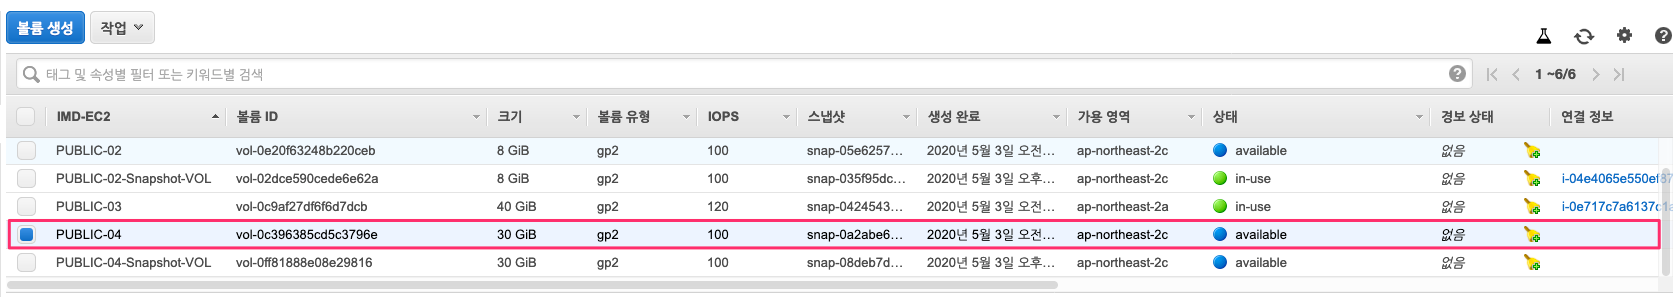 볼륨 생성 작업
태그 및 속성별 필터 또는 키워드별 검색 1 ~6/6
IMD-EC2 볼륨 ID 크기 볼륨 유형 IOPS 스냅샷 생성 완료 가용 영역 상태 경보 상태 연결 정보
PUBLIC-02 vol-0e20f63248b220ceb 8 GiB gp2 100 snap-05e6257... 2020년 5월 3일 오전... ap-northeast-2c available 없음
PUBLIC-02-Snapshot-VOL vol-02dce590cede6e62a 8 GiB gp2 100 snap-035f95dc... 2020년 5월 3일 오후... ap-northeast-2c in-use 없음 i-04e4065e550ef87
PUBLIC-03 vol-0c9af27df6f6d7dcb 40 GiB gp2 120 snap-0424543... 2020년 5월 3일 오전... ap-northeast-2a in-use 없음 i-0e717c7a6137c1a
PUBLIC-04 vol-0c396385cd5c3796e 30 GiB gp2 100 snap-0a2abe6... 2020년 5월 3일 오후... ap-northeast-2c available 없음
PUBLIC-04-Snapshot-VOL vol-0ff81888e08e29816 30 GiB gp2 100 snap-08deb7d... 2020년 5월 3일 오후... ap-northeast-2c available 없음